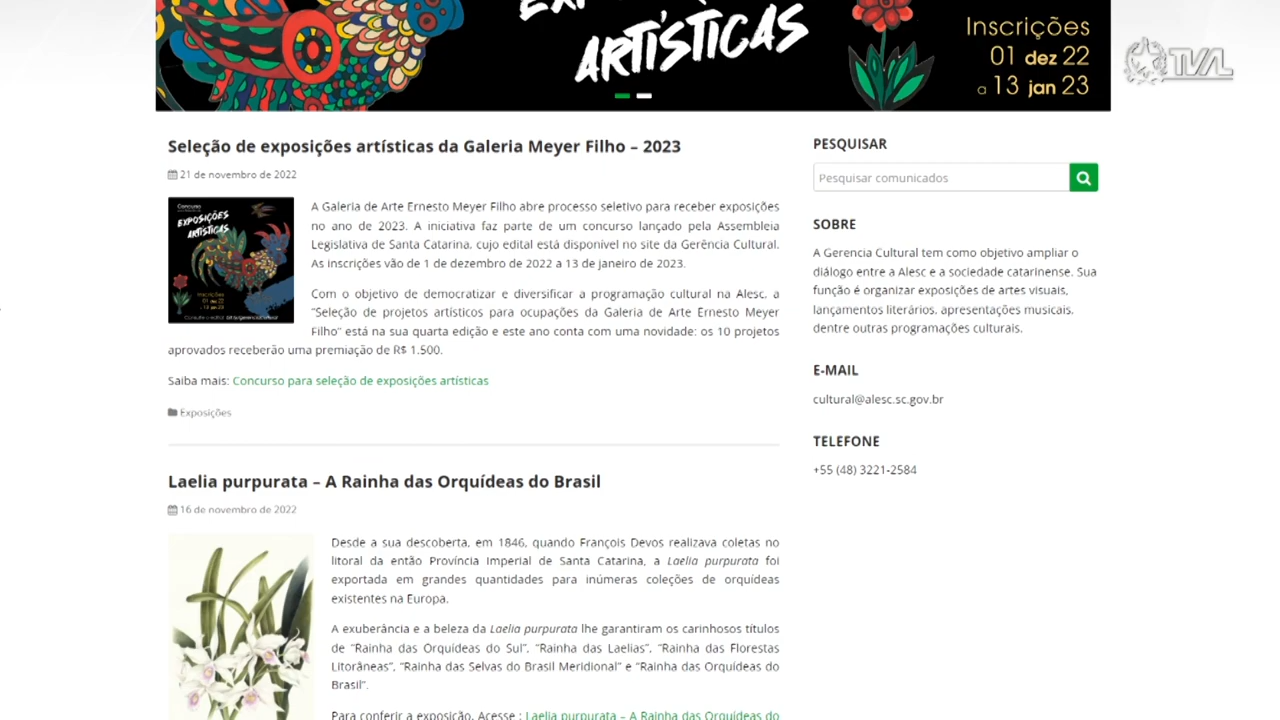 EXPOSIÇÕES
ARTÍSTICAS
Inscrições
01 dez 22
a 13 jan 23
TVAL
Seleção de exposições artísticas da Galeria Meyer Filho – 2023
21 de novembro de 2022
Concurso
EXPOSIÇÕES
ARTÍSTICAS
Inscrições
01 dez 22
a 13 jan 23
A Galeria de Arte Ernesto Meyer Filho abre processo seletivo para receber exposições
no ano de 2023. A iniciativa faz parte de um concurso lançado pela Assembleia
Legislativa de Santa Catarina, cujo edital está disponível no site da Gerência Cultural.
As inscrições vão de 1 de dezembro de 2022 a 13 de janeiro de 2023.
Com o objetivo de democratizar e diversificar a programação cultural na Alesc, a
“Seleção de projetos artísticos para ocupações da Galeria de Arte Ernesto Meyer
Filho” está na sua quarta edição e este ano conta com uma novidade: os 10 projetos
aprovados receberão uma premiação de R$ 1.500.
Saiba mais: Concurso para seleção de exposições artísticas
Exposições
Laelia purpurata – A Rainha das Orquídeas do Brasil
16 de novembro de 2022
Desde a sua descoberta, em 1846, quando François Devos realizava coletas no
litoral da então Província Imperial de Santa Catarina, a Laelia purpurata foi
exportada em grandes quantidades para inúmeras coleções de orquídeas
existentes na Europa.
A exuberância e a beleza da Laelia purpurata lhe garantiram os carinhosos títulos
de “Rainha das Orquídeas do Sul”, “Rainha das Laelias”, “Rainha das Florestas
Litorâneas”, “Rainha das Selvas do Brasil Meridional” e “Rainha das Orquídeas do
Brasil”.
Para conferir a exposição, Acesse : Laelia purpurata – A Rainha das Orquídeas do
PESQUISAR
Pesquisar comunicados
SOBRE
A Gerencia Cultural tem como objetivo ampliar o
diálogo entre a Alesc e a sociedade catarinense. Sua
função é organizar exposições de artes visuais,
lançamentos literários, apresentações musicais,
dentre outras programações culturais.
E-MAIL
cultural@alesc.sc.gov.br
TELEFONE
+55 (48) 3221-2584